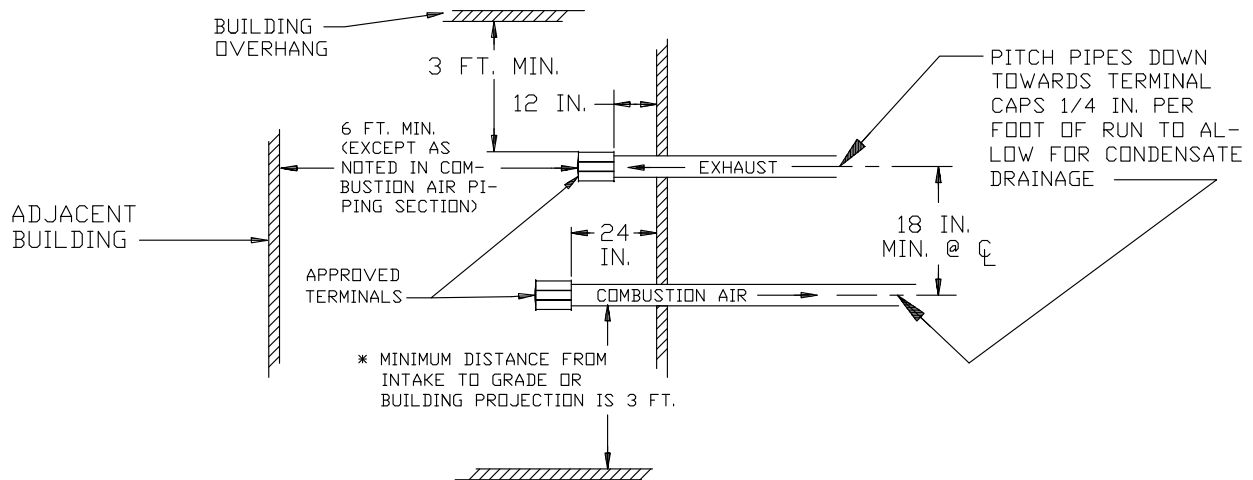 BUILDING
OVERHANG
3 FT. MIN.
12 IN.
PITCH PIPES DOWN
TOWARDS TERMINAL
CAPS 1/4 IN. PER
FOOT OF RUN TO AL-
LOW FOR CONDENSATE
DRAINAGE
6 FT. MIN.
(EXCEPT AS
NOTED IN COM-
BUSTION AIR PI-
PING SECTION)
EXHAUST
ADJACENT
BUILDING
24
IN.
18 IN.
MIN. @ ℄
APPROVED
TERMINALS
COMBUSTION AIR
* MINIMUM DISTANCE FROM
INTAKE TO GRADE OR
BUILDING PROJECTION IS 3 FT.